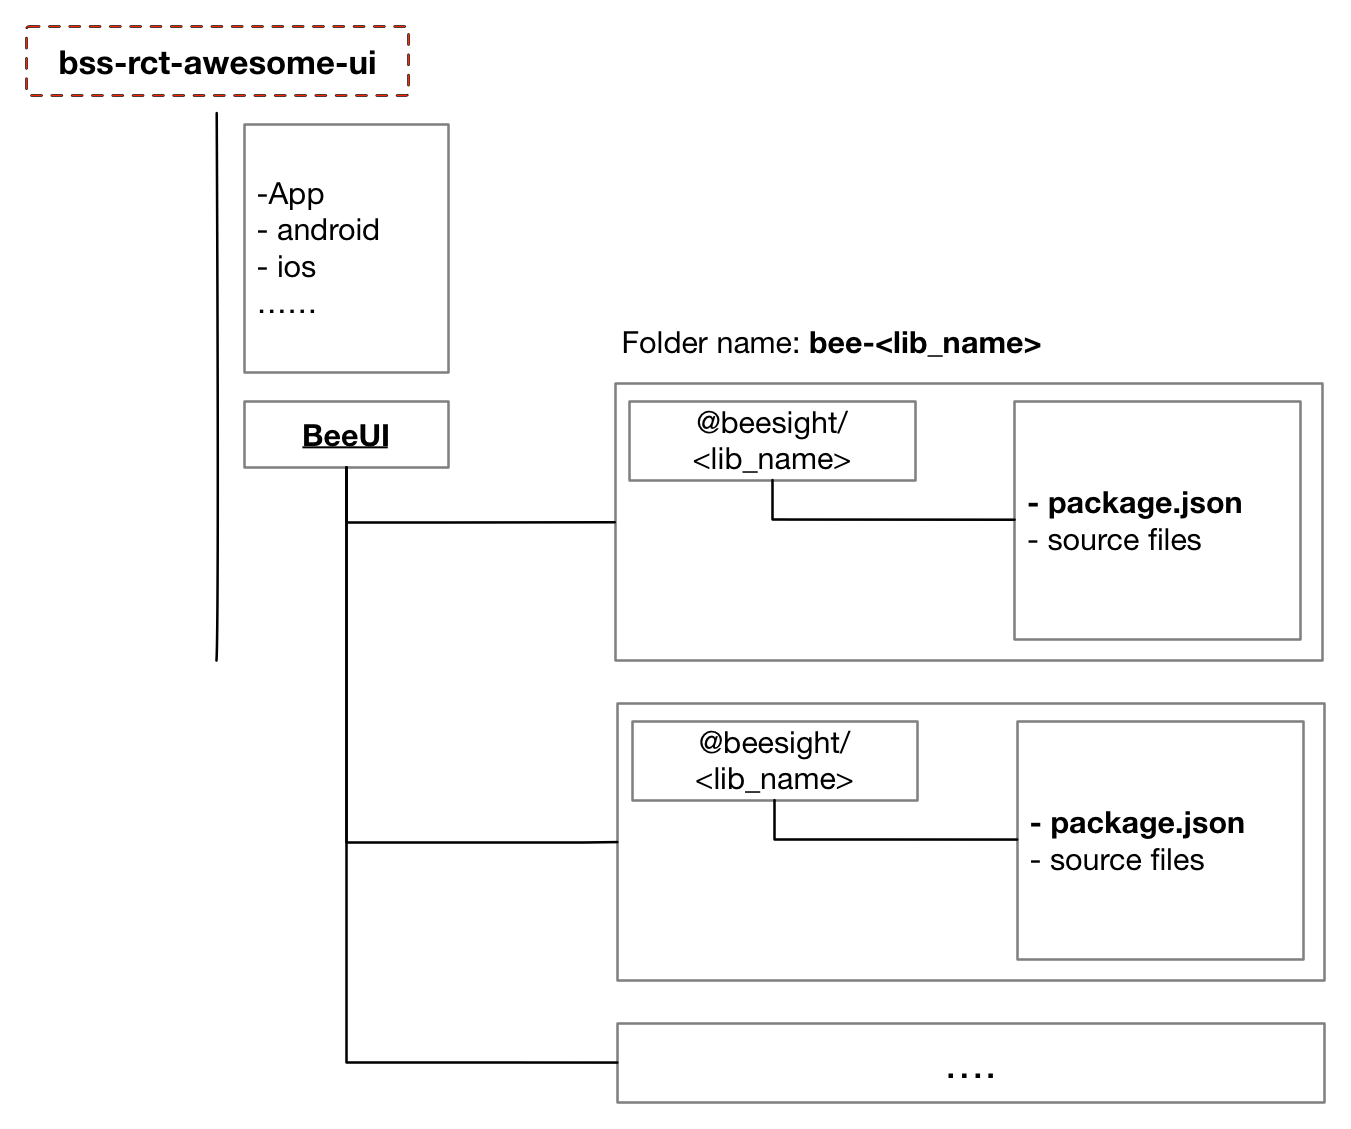 bss-rct-awesome-ui
-App
- android
- ios
......
BeeUI
Folder name: bee-<lib_name>
@beesight/
<lib_name>
- package.json
- source files
@beesight/
<lib_name>
- package.json
- source files
....